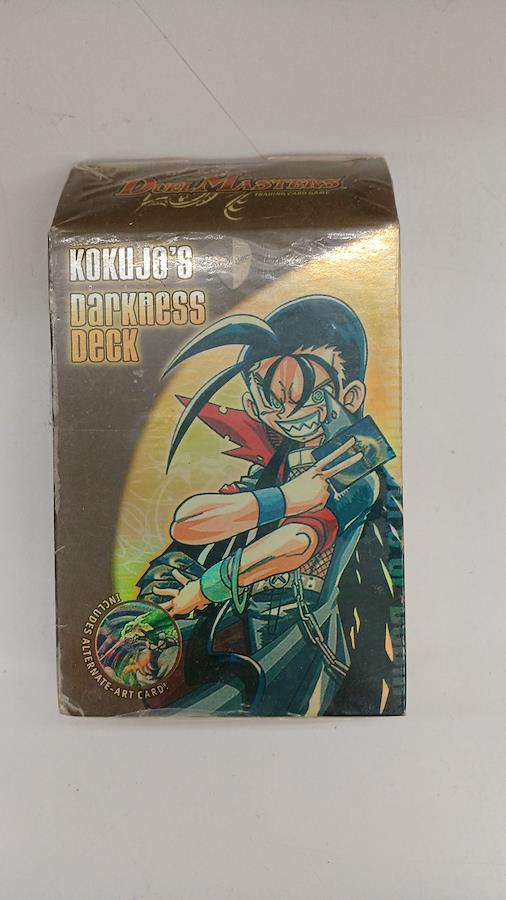 DUEL MASTERS
TRADING CARD GAME
KOKUJO'S
DARKNESS
DECK
INCLUDES ALTERNATE-ART CARD!